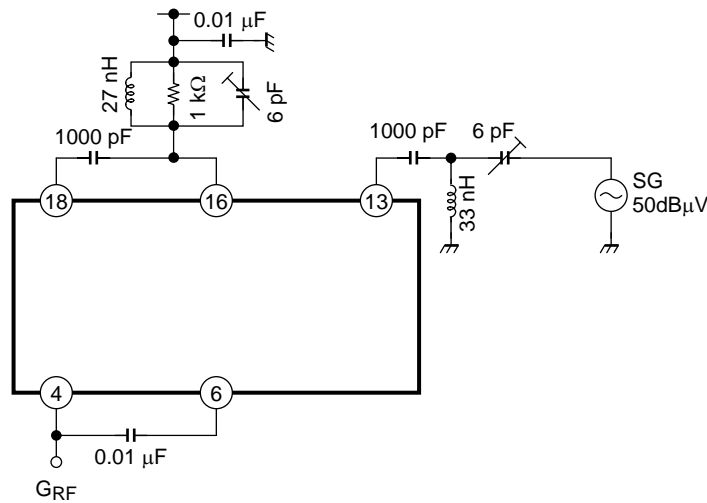 0.01 μF
27 nH
1 kΩ
6 pF
1000 pF
1000 pF
6 pF
33 nH
SG
50dBμV
18
16
13
4
6
0.01 μF
GRF